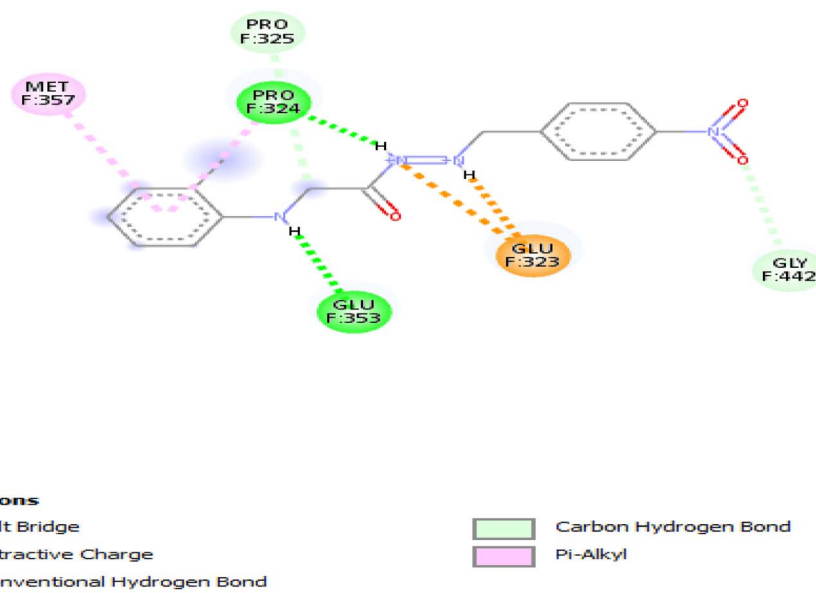 PRO
F:325
MET
F:357
PRO
F:324
H
N
N
H
N
O
O
O
N
H
GLU
F:323
GLY
F:442
GLU
F:353
ons
lt Bridge
tractive Charge
nventional Hydrogen Bond
Carbon Hydrogen Bond
Pi-Alkyl